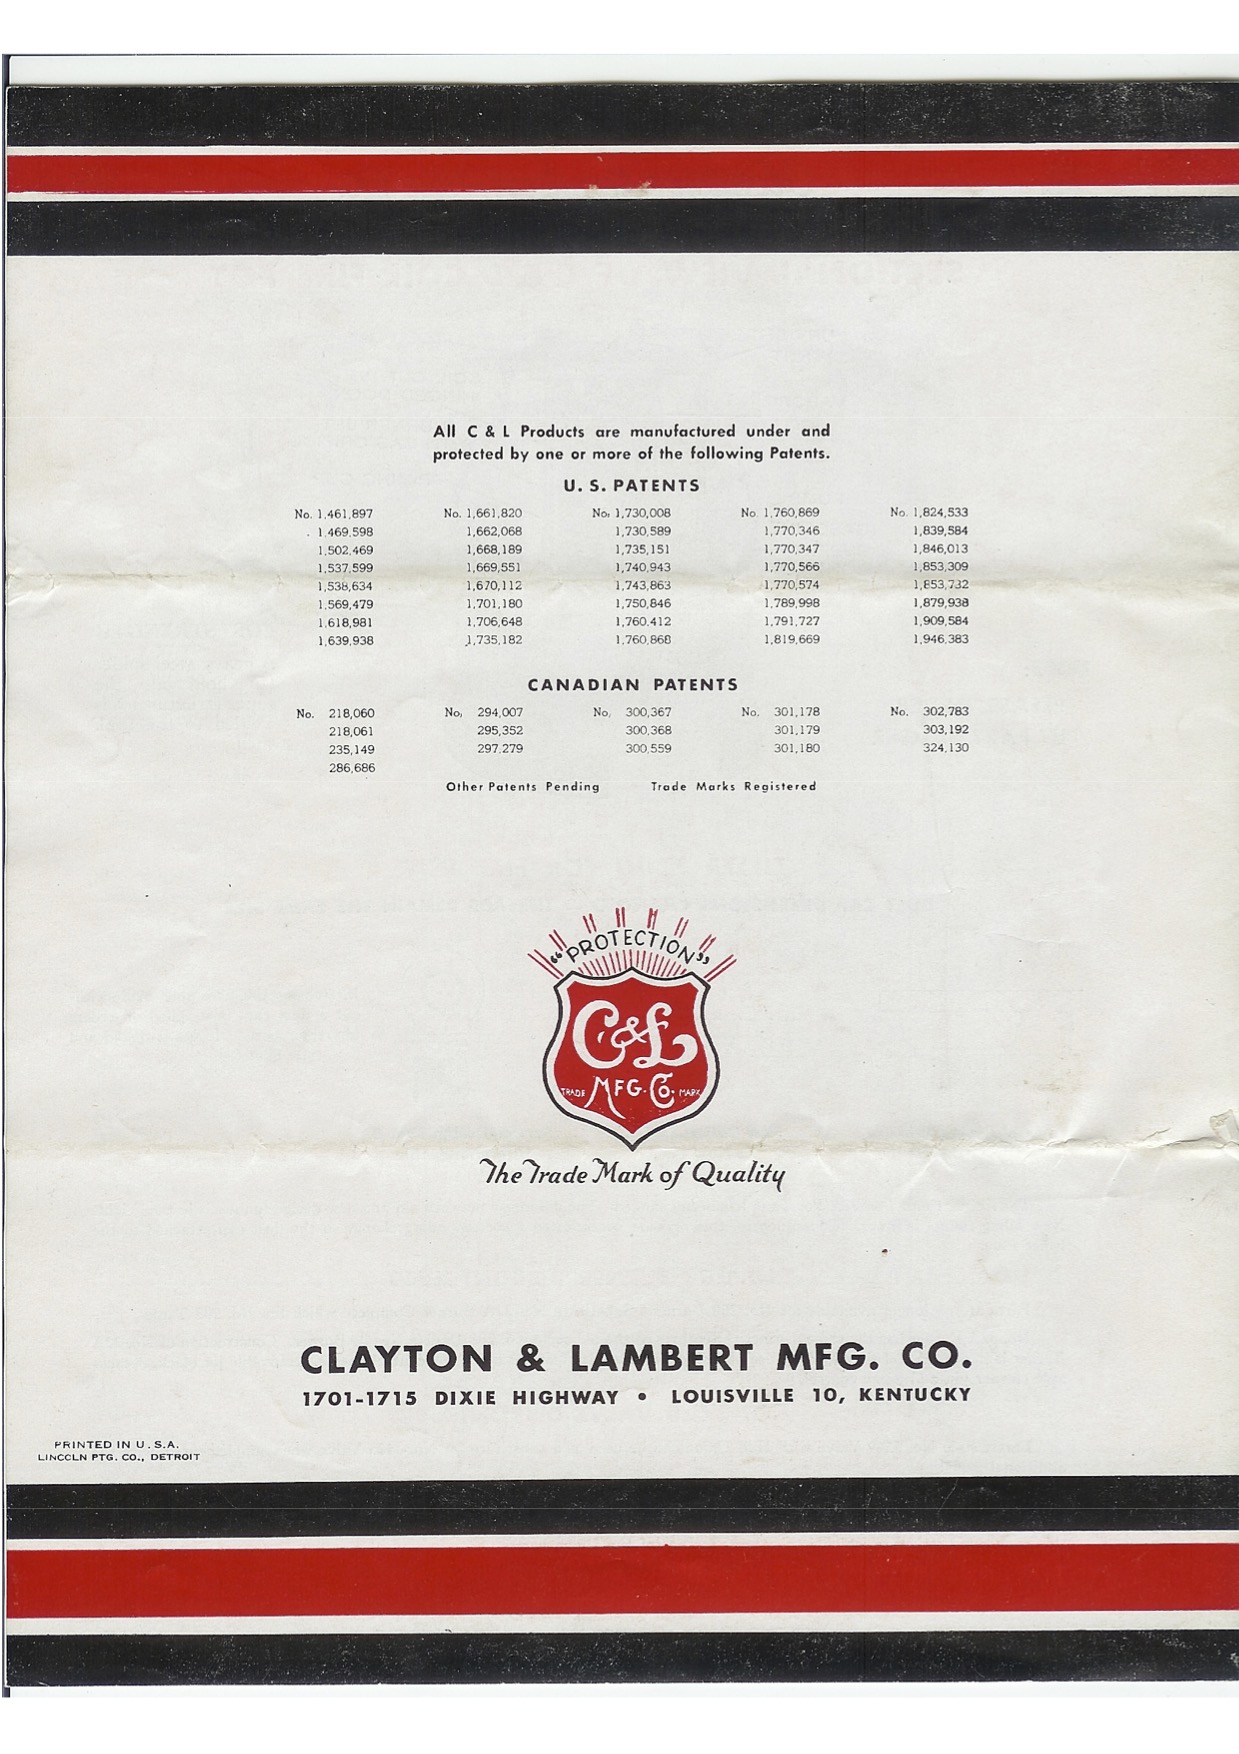 All C & L Products are manufactured under and
protected by one or more of the following Patents.
U. S. PATENTS
No. 1,461,897 No. 1,661,820 No. 1,730,008 No. 1,760,869 No. 1,824,533
1,469,598 1,662,068 1,730,589 1,770,346 1,839,584
1,502,469 1,668,189 1,735,151 1,770,347 1,846,013
1,537,599 1,669,551 1,740,943 1,770,566 1,853,309
1,538,634 1,670,112 1,743,863 1,770,574 1,853,732
1,569,479 1,701,180 1,750,846 1,789,998 1,879,938
1,618,981 1,706,648 1,760,412 1,791,727 1,909,584
1,639,938 1,735,182 1,760,868 1,819,669 1,946,383
CANADIAN PATENTS
No. 218,060 No. 294,007 No. 300,367 No. 301,178 No. 302,783
218,061 295,352 300,368 301,179 303,192
235,149 297,279 300,559 301,180 324,130
286,686
Other Patents Pending Trade Marks Registered
"PROTECTION"
C&L
TRADE MFG. Co. MARK
The Trade Mark of Quality
CLAYTON & LAMBERT MFG. CO.
1701-1715 DIXIE HIGHWAY • LOUISVILLE 10, KENTUCKY
PRINTED IN U. S.A.
LINCOLN PTG. CO., DETROIT